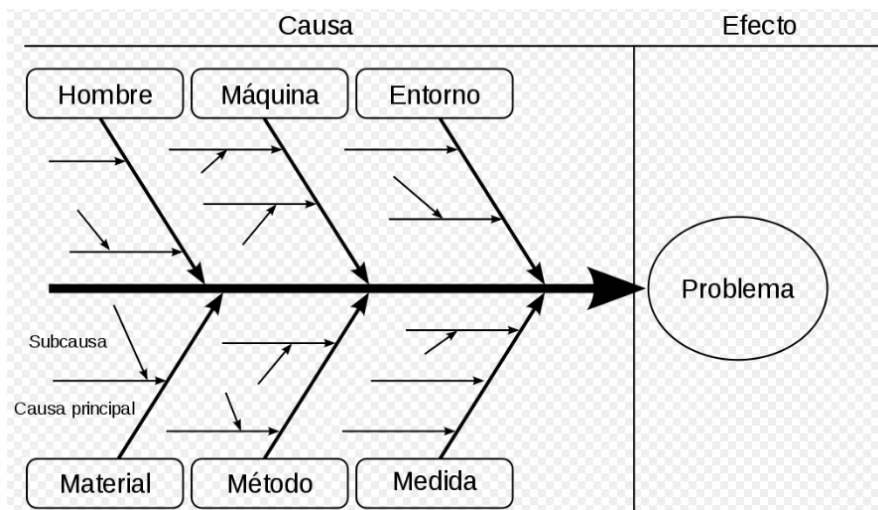 Causa
Efecto
Hombre
Máquina
Entorno
Problema
Subcausa
Causa principal
Material
Método
Medida